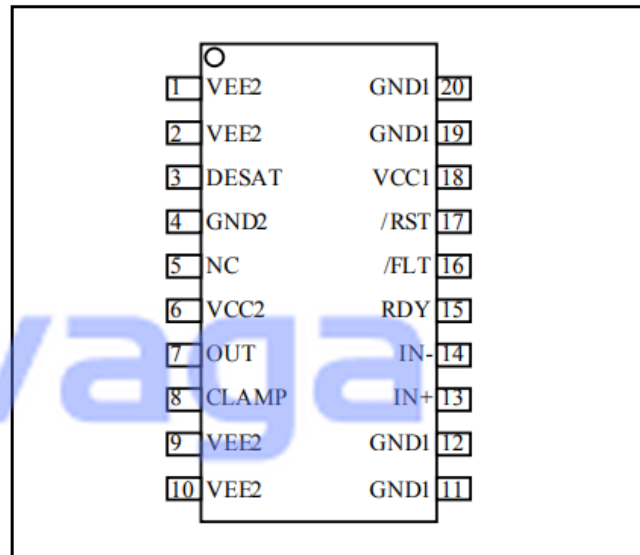 1 VEE2 GND1 20
2 VEE2 GND1 19
3 DESAT VCC1 18
4 GND2 /RST 17
5 NC /FLT 16
6 VCC2 RDY 15
7 OUT IN- 14
8 CLAMP IN+ 13
9 VEE2 GND1 12
10 VEE2 GND1 11
vaga